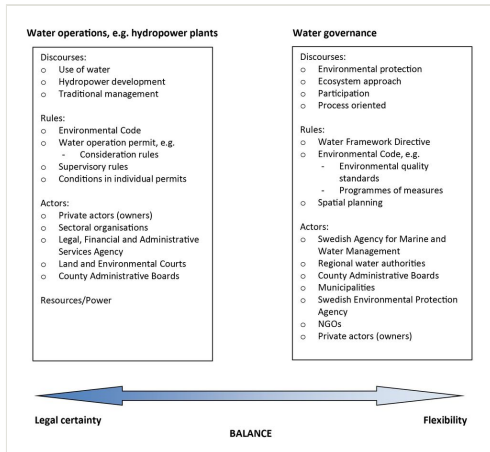 Water operations, e.g. hydropower plants
Discourses:
o Use of water
o Hydropower development
o Traditional management
Rules:
o Environmental Code
o Water operation permit, e.g.
- Consideration rules
o Supervisory rules
o Conditions in individual permits
Actors:
o Private actors (owners)
o Sectoral organisations
o Legal, Financial and Administrative
Services Agency
o Land and Environmental Courts
o County Administrative Boards
Resources/Power
Water governance
Discourses:
o Environmental protection
o Ecosystem approach
o Participation
o Process oriented
Rules:
o Water Framework Directive
o Environmental Code, e.g.
- Environmental quality
standards
- Programmes of measures
o Spatial planning
Actors:
o Swedish Agency for Marine and
Water Management
o Regional water authorities
o County Administrative Boards
o Municipalities
o Swedish Environmental Protection
Agency
o NGOs
o Private actors (owners)
Legal certainty
Flexibility
BALANCE